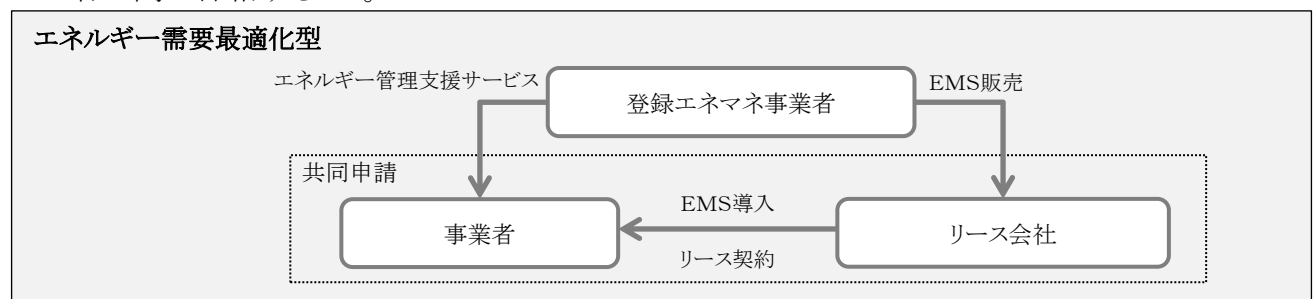 エネルギー需要最適化型
エネルギー管理支援サービス
登録エネマネ事業者
EMS販売
共同申請
事業者
EMS導入
リース契約
リース会社